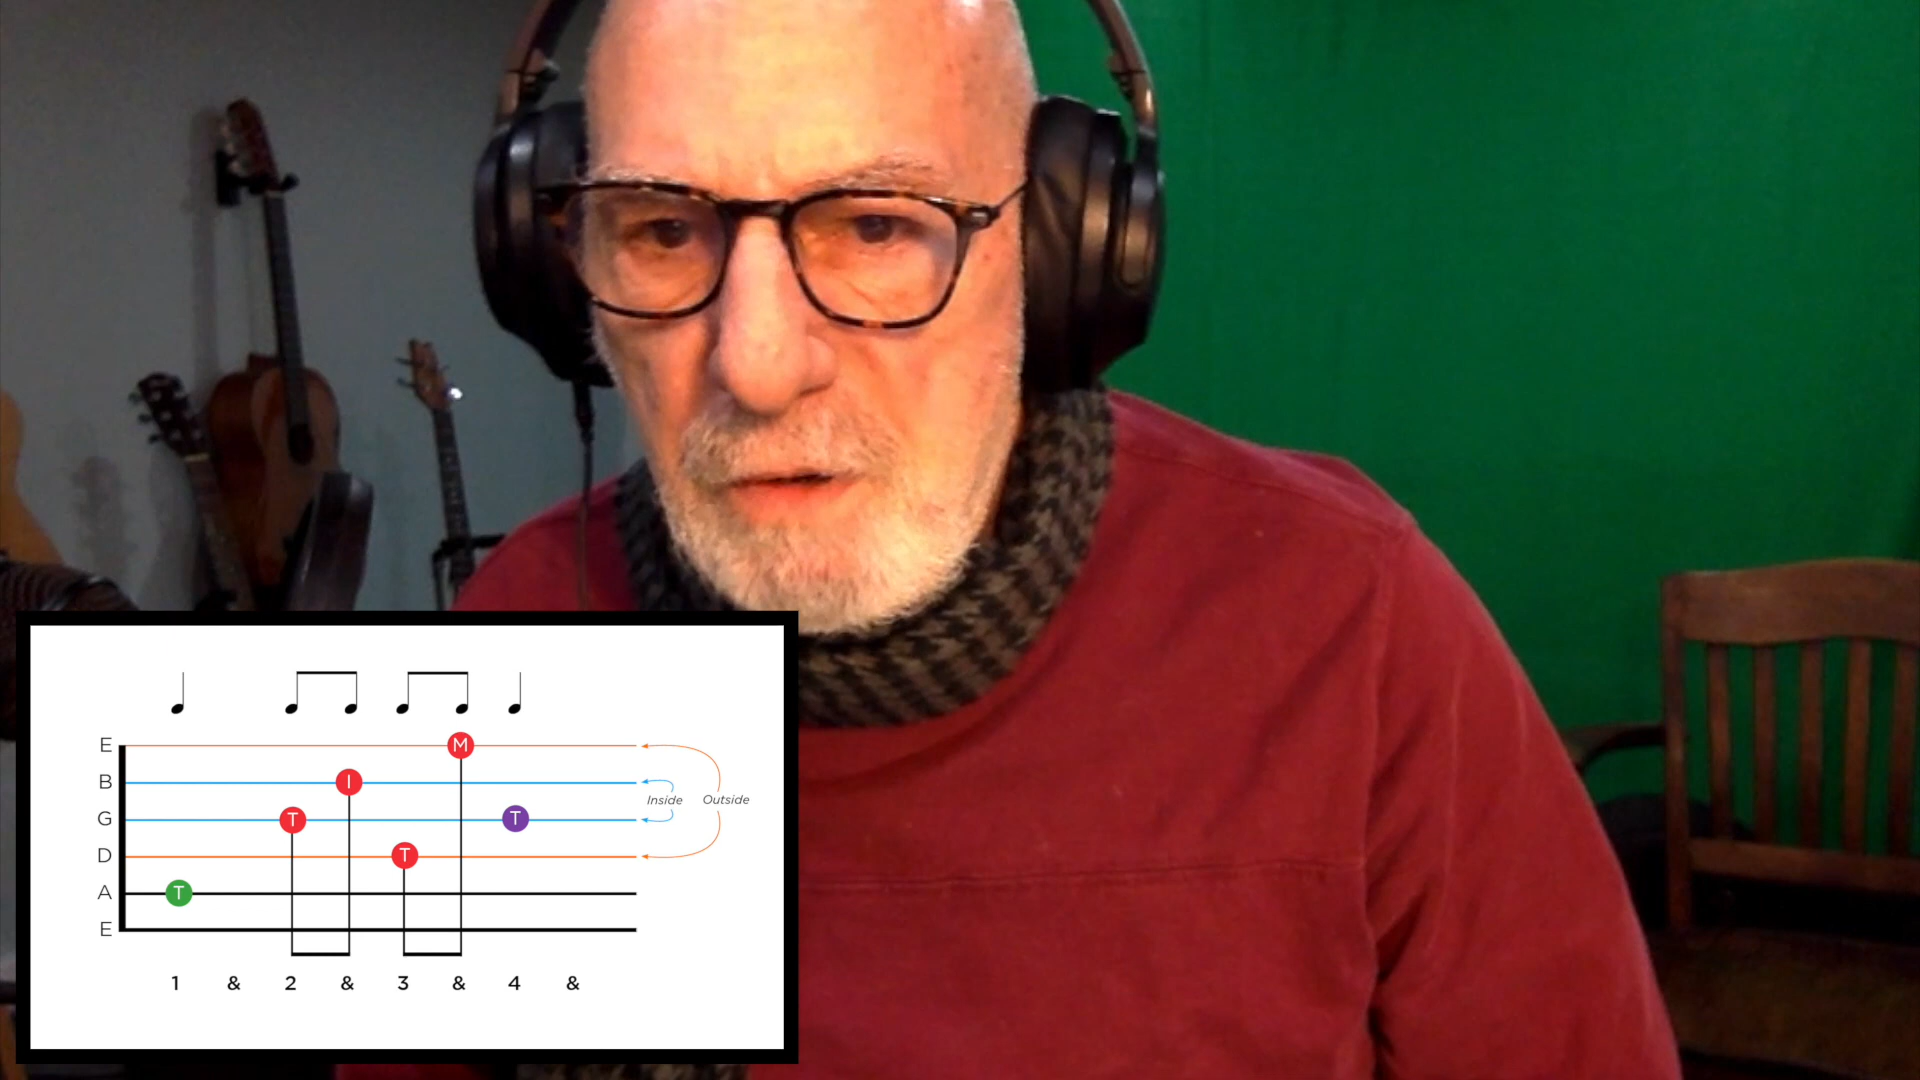 E M
B I
Inside Outside
G T T
D T
A T
E
1 & 2 & 3 & 4 &